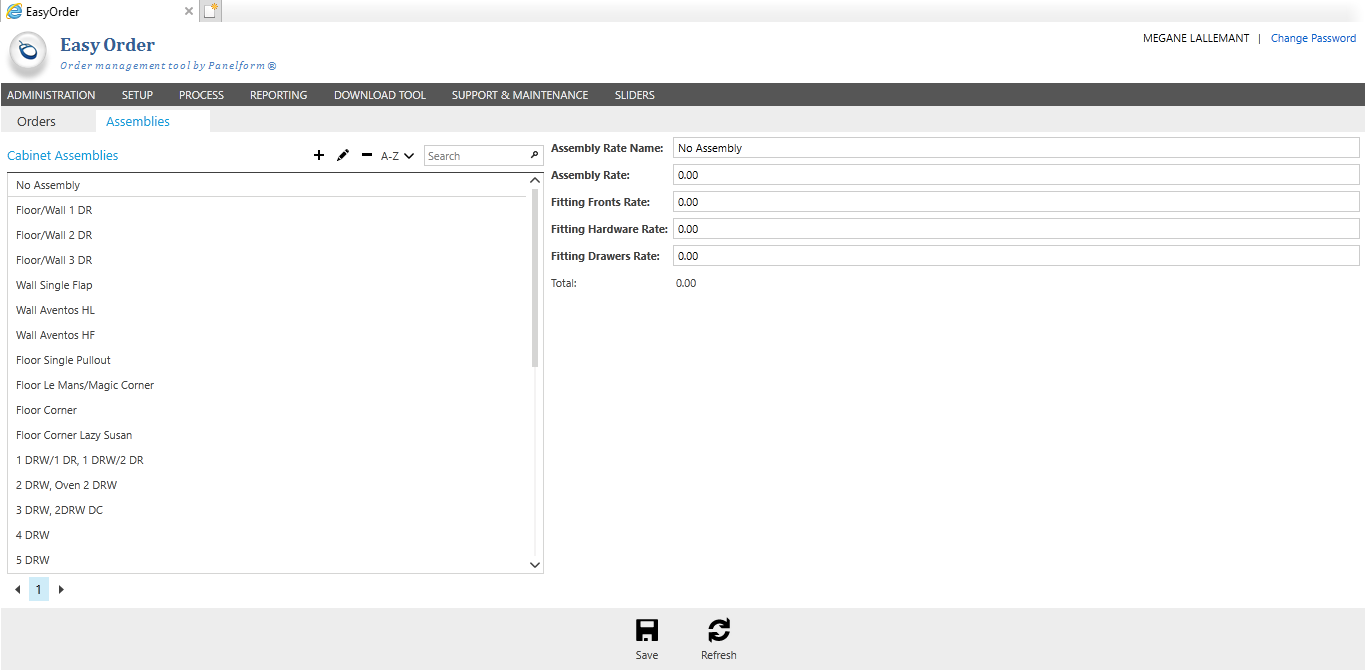 EasyOrder
Easy Order
Order management tool by Panelform ®
MEGANE LALLEMANT | Change Password
ADMINISTRATION SETUP PROCESS REPORTING DOWNLOAD TOOL SUPPORT & MAINTENANCE SLIDERS
Orders Assemblies
Cabinet Assemblies
A-Z
Search
No Assembly
Floor/Wall 1 DR
Floor/Wall 2 DR
Floor/Wall 3 DR
Wall Single Flap
Wall Aventos HL
Wall Aventos HF
Floor Single Pullout
Floor Le Mans/Magic Corner
Floor Corner
Floor Corner Lazy Susan
1 DRW/1 DR, 1 DRW/2 DR
2 DRW, Oven 2 DRW
3 DRW, 2DRW DC
4 DRW
5 DRW
1
Assembly Rate Name: No Assembly
Assembly Rate: 0.00
Fitting Fronts Rate: 0.00
Fitting Hardware Rate: 0.00
Fitting Drawers Rate: 0.00
Total: 0.00
Save Refresh